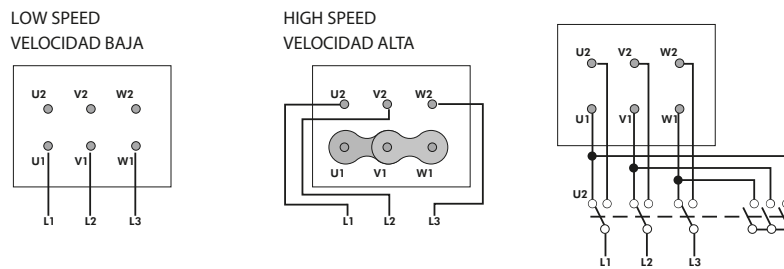 LOW SPEED
VELOCIDAD BAJA
U2 V2 W2
U1 V1 W1
L1 L2 L3
HIGH SPEED
VELOCIDAD ALTA
U2 V2 W2
U1 V1 W1
L1 L2 L3
U2 V2 W2
U1 V1 W1
U2
L1 L2 L3